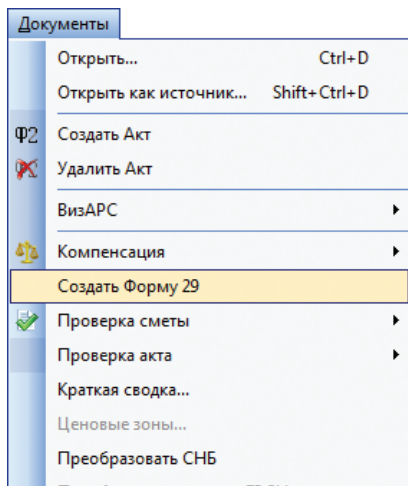 Документы
Открыть... Ctrl+D
Открыть как источник... Shift+Ctrl+D
φ2 Создать Акт
Удалить Акт
ВизАРС
Компенсация
Создать Форму 29
Проверка сметы
Проверка акта
Краткая сводка...
Ценовые зоны...
Преобразовать СНБ